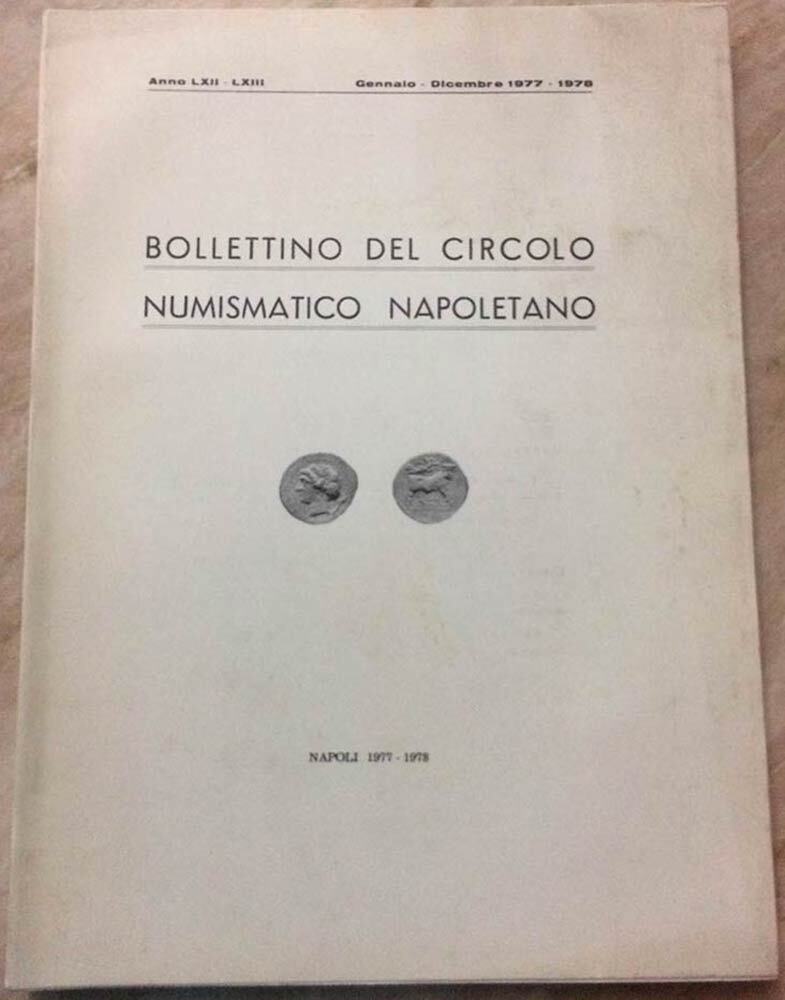 Anno LXII - LXIII Gennaio - Dicembre 1977 - 1978
BOLLETTINO DEL CIRCOLO
NUMISMATICO NAPOLETANO
NAPOLI 1977 - 1978